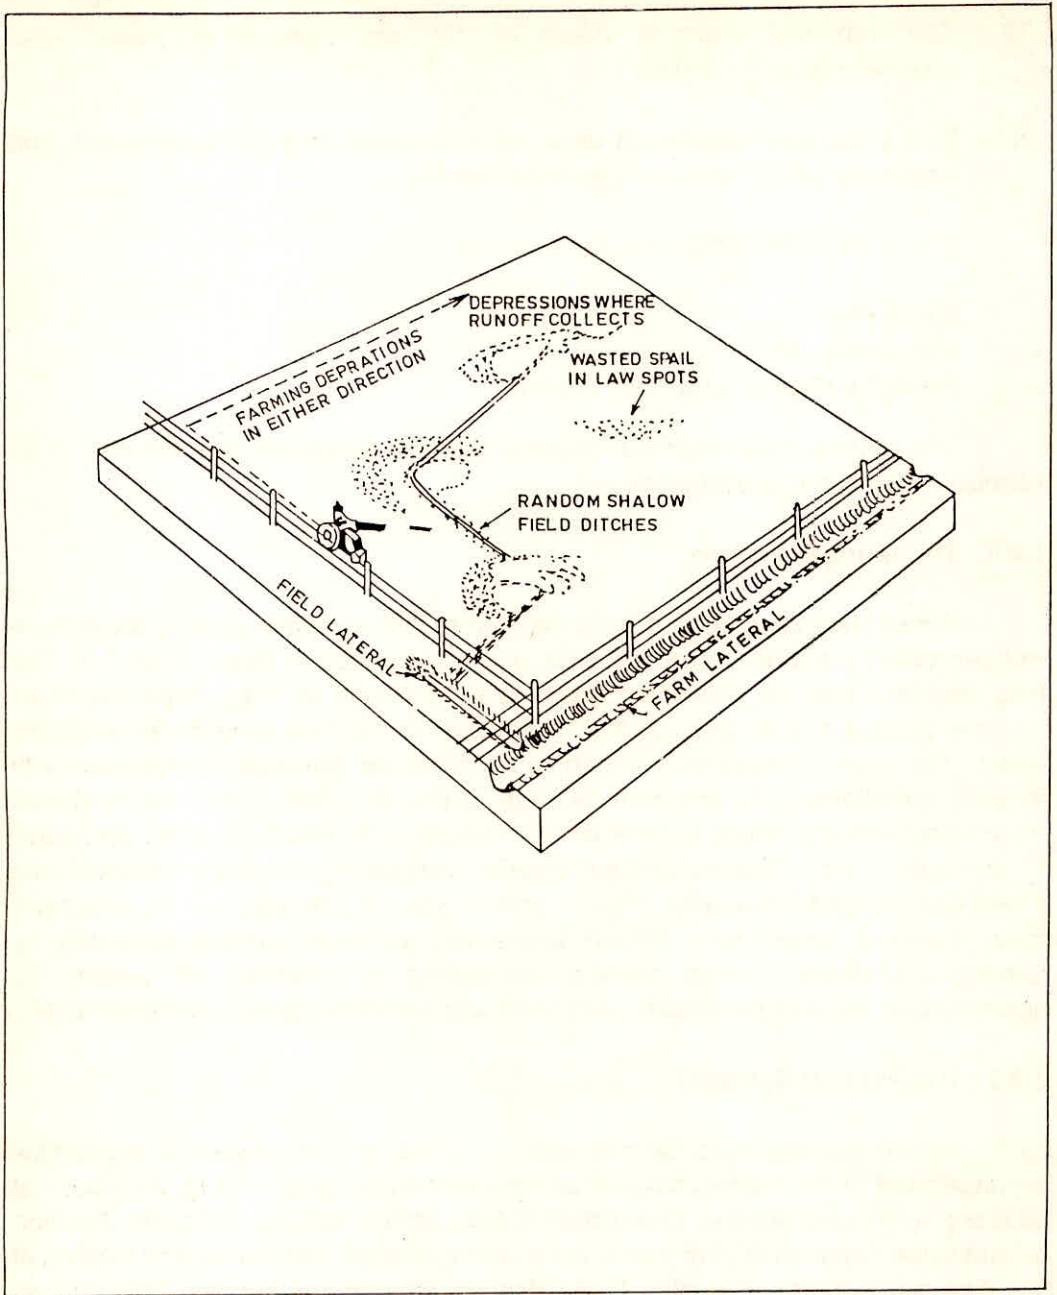 DEPRESSIONS WHERE
RUNOFF COLLECTS
WASTED SPAIL
IN LAW SPOTS
FARMING DEPRATIONS
IN EITHER DIRECTION
RANDOM SHALOW
FIELD DITCHES
FIELD LATERAL
FARM LATERAL